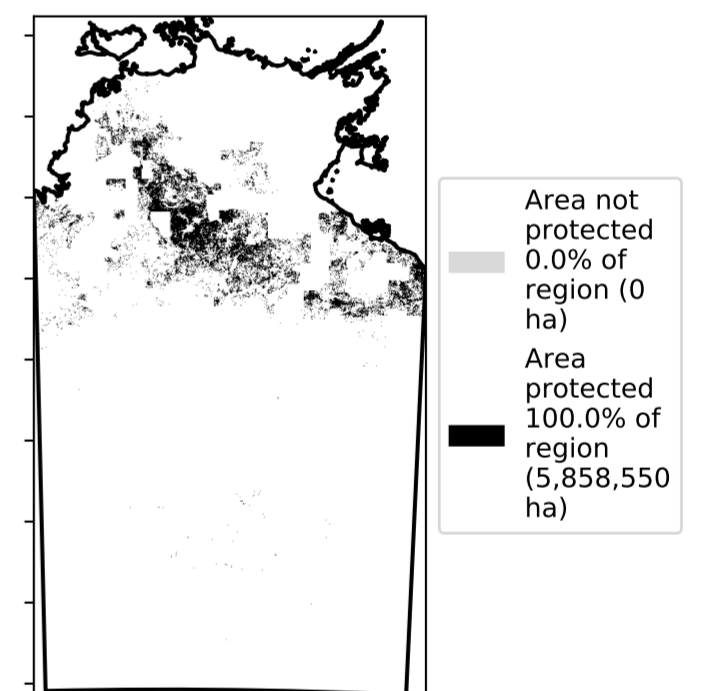 Area not
protected
0.0% of
region (0
ha)
Area
protected
100.0% of
region
(5,858,550
ha)